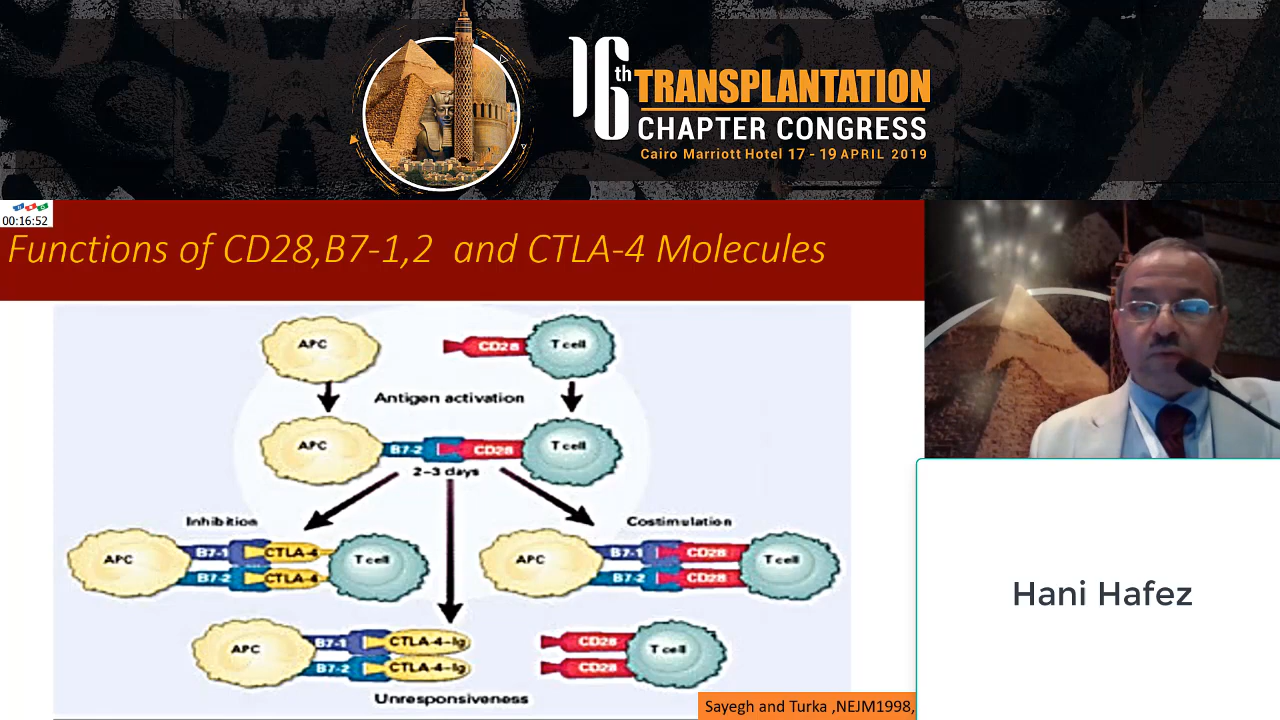 16th TRANSPLANTATION
CHAPTER CONGRESS
Cairo Marriott Hotel 17 - 19 APRIL 2019
00:16:52
Functions of CD28,B7-1,2 and CTLA-4 Molecules
APC
CD28
T cell
Antigen activation
APC
B7-2
CD28
T cell
2-3 days
Inhibition
Costimulation
APC
B7-1
CTLA-4
B7-2
CTLA-4
T cell
APC
B7-1
CD28
B7-2
CD28
T cell
APC
B7-1
CTLA-4-Ig
B7-2
CTLA-4-Ig
CD28
CD28
T cell
Unresponsiveness
Sayegh and Turka ,NEJM1998,
Hani Hafez